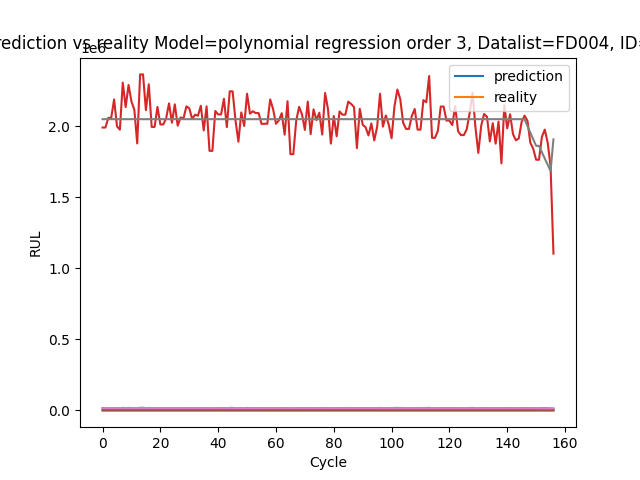 rediction vs reality Model=polynomial regression order 3, Datalist=FD004, ID=
1e6
prediction
reality
2.0
1.5
1.0
0.5
0.0
RUL
0 20 40 60 80 100 120 140 160
Cycle